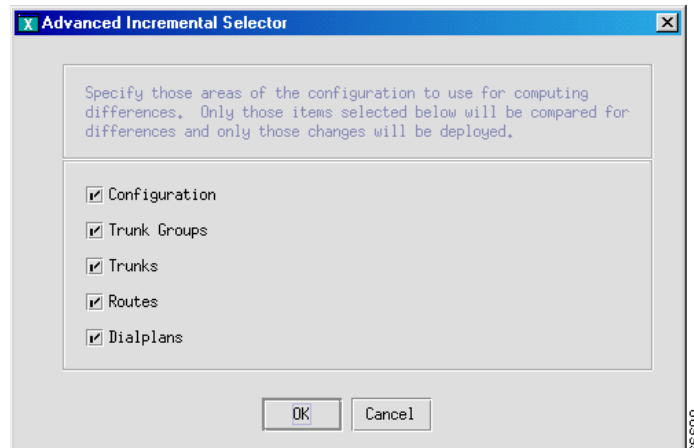 X Advanced Incremental Selector
Specify those areas of the configuration to use for computing
differences. Only those items selected below will be compared for
differences and only those changes will be deployed.
Configuration
Trunk Groups
Trunks
Routes
Dialplans
OK Cancel